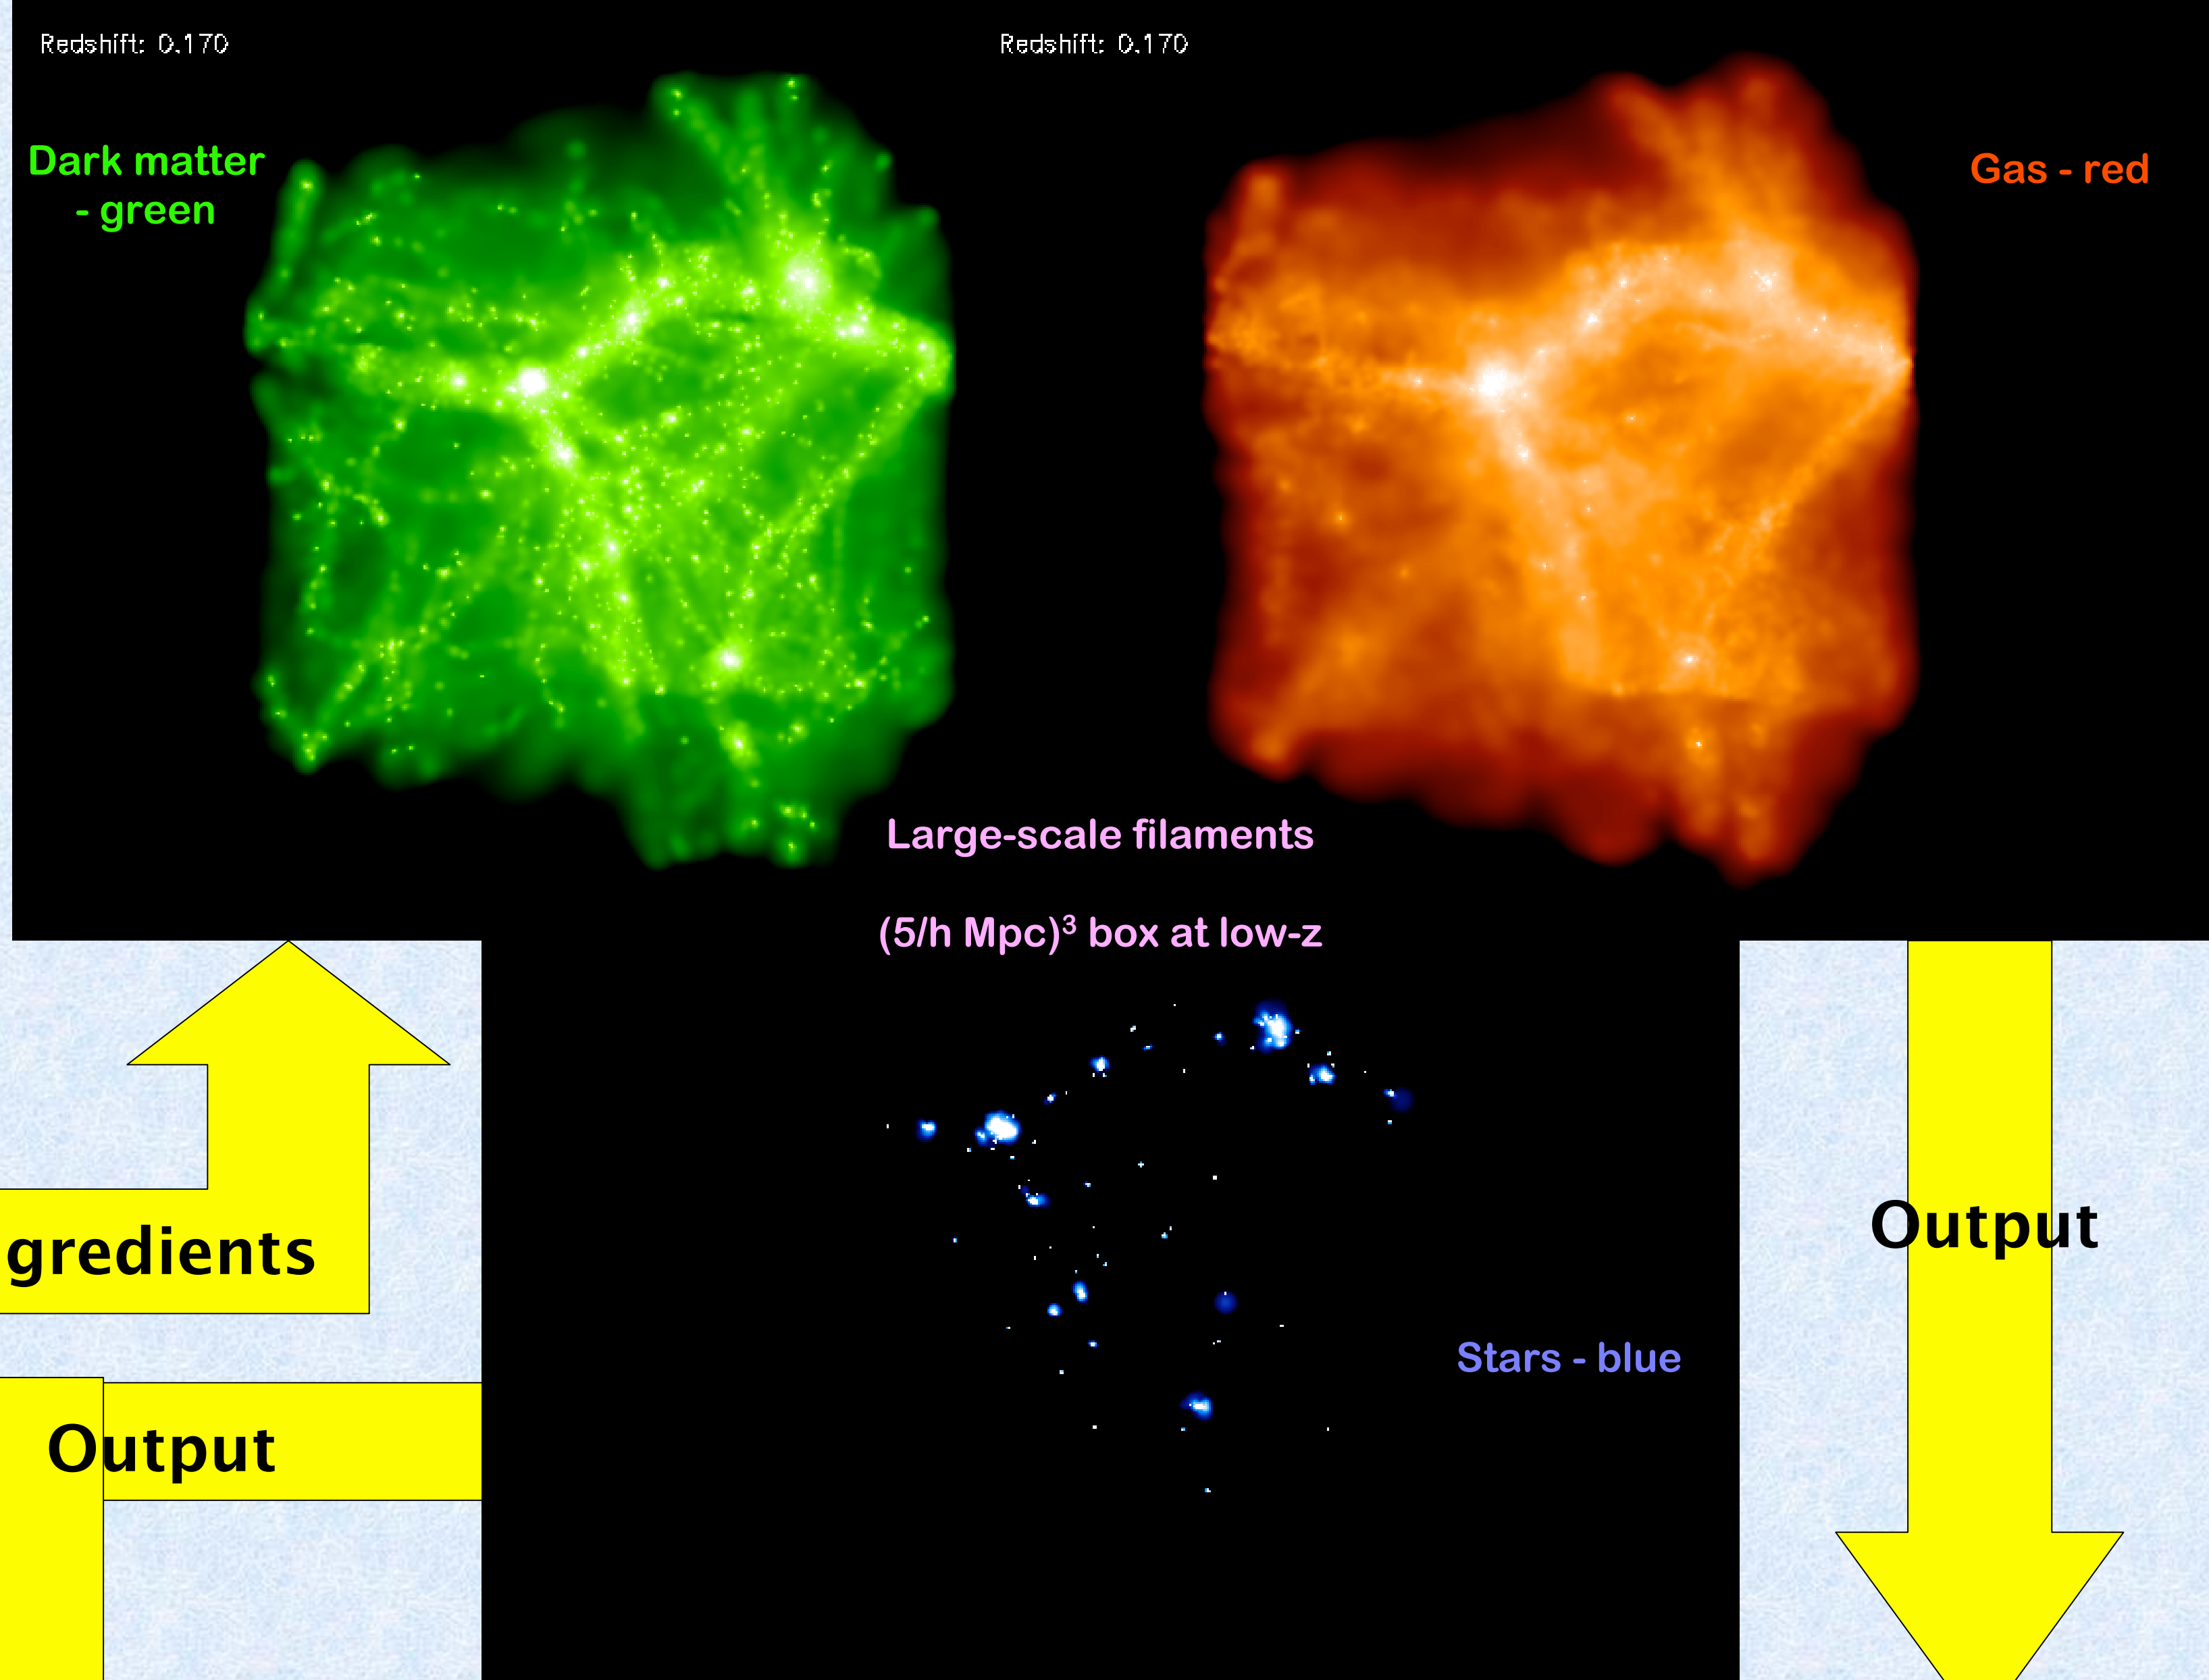 Redshift: 0.170
Redshift: 0.170
Dark matter
- green
Gas - red
Large-scale filaments
(5/h Mpc)³ box at low-z
gredients
Output
Output
Stars - blue